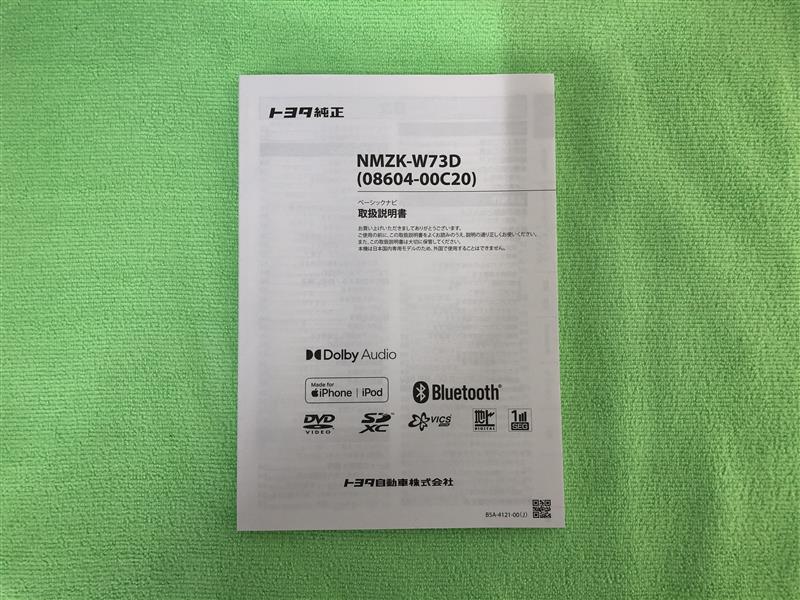 トヨタ純正
NMZK-W73D
(08604-00C20)
ベーシックナビ
取扱説明書
お買い上げいただきましてありがとうございます。
ご使用の前に、この取扱説明書をよくお読みのうえ、説明の通り正しくお使いください。
また、この取扱説明書は大切に保管してください。
本機は日本国内専用モデルのため、外国で使用することはできません。
Dolby Audio
Made for
iPhone | iPod
Bluetooth®
DVD
VIDEO
SD
XC
VICS
地上
DIGITAL
1
SEG
トヨタ自動車株式会社
B5A-4121-00 (J)